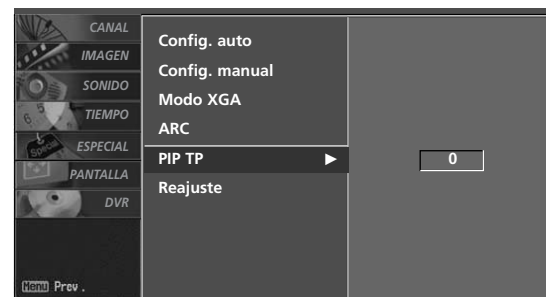 CANAL
IMAGEN
SONIDO
TIEMPO
ESPECIAL
PANTALLA
DVR
Menu Prev.
Config. auto
Config. manual
Modo XGA
ARC
PIP TP ►
Reajuste
0